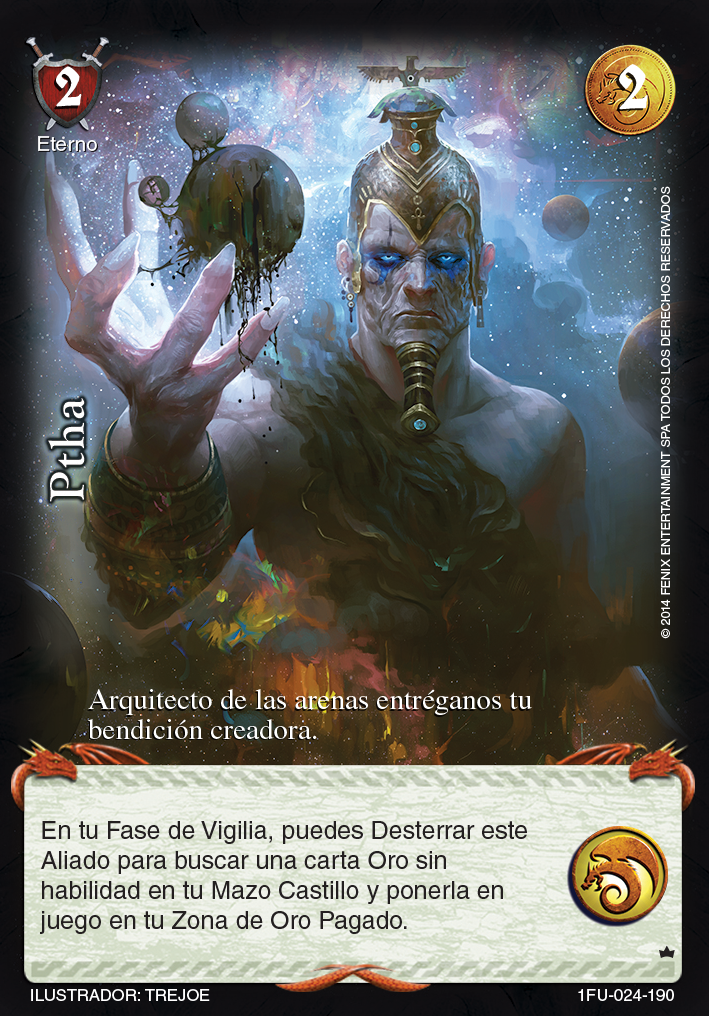 2
2
Eterno
Ptha
© 2014 FENIX ENTERTAINMENT SPA TODOS LOS DERECHOS RESERVADOS
Arquitecto de las arenas entréganos tu
bendición creadora.
En tu Fase de Vigilia, puedes Desterrar este
Aliado para buscar una carta Oro sin
habilidad en tu Mazo Castillo y ponerla en
juego en tu Zona de Oro Pagado.
ILUSTRADOR: TREJOE
1FU-024-190